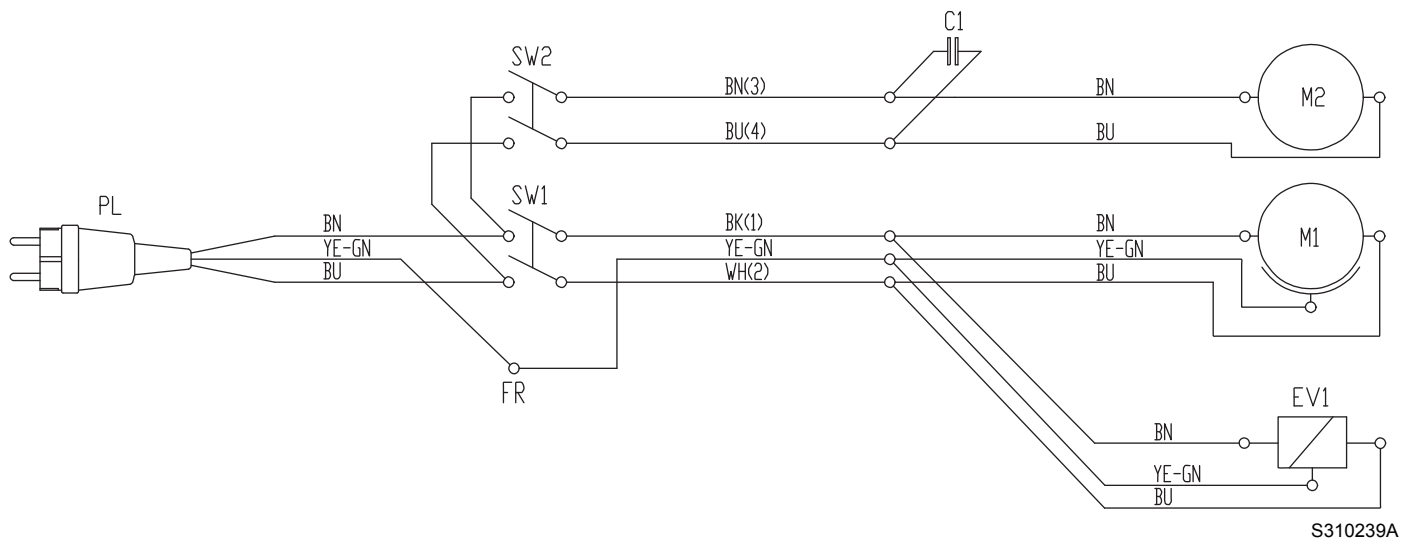 C1
SW2
BN(3) BN M2
BU(4) BU
PL SW1
BN BK(1) BN M1
YE-GN YE-GN YE-GN
BU WH(2) BU
FR
EV1
BN
YE-GN
BU
S310239A